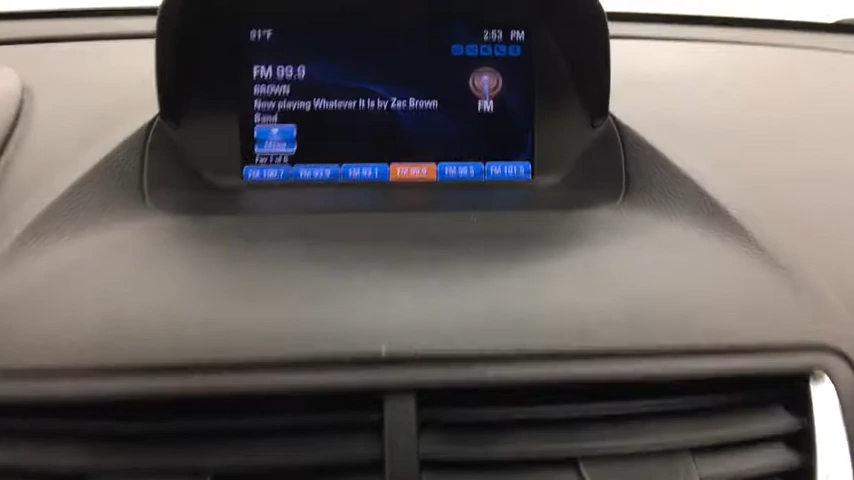 91°F
2:53 PM
FM 99.9
BROWN
Now playing Whatever It Is by Zac Brown
Band
FM
Fav 1 of 6
FM 100.7 FM 93.9 FM 93.1 FM 99.9 FM 98.5 FM 101.5